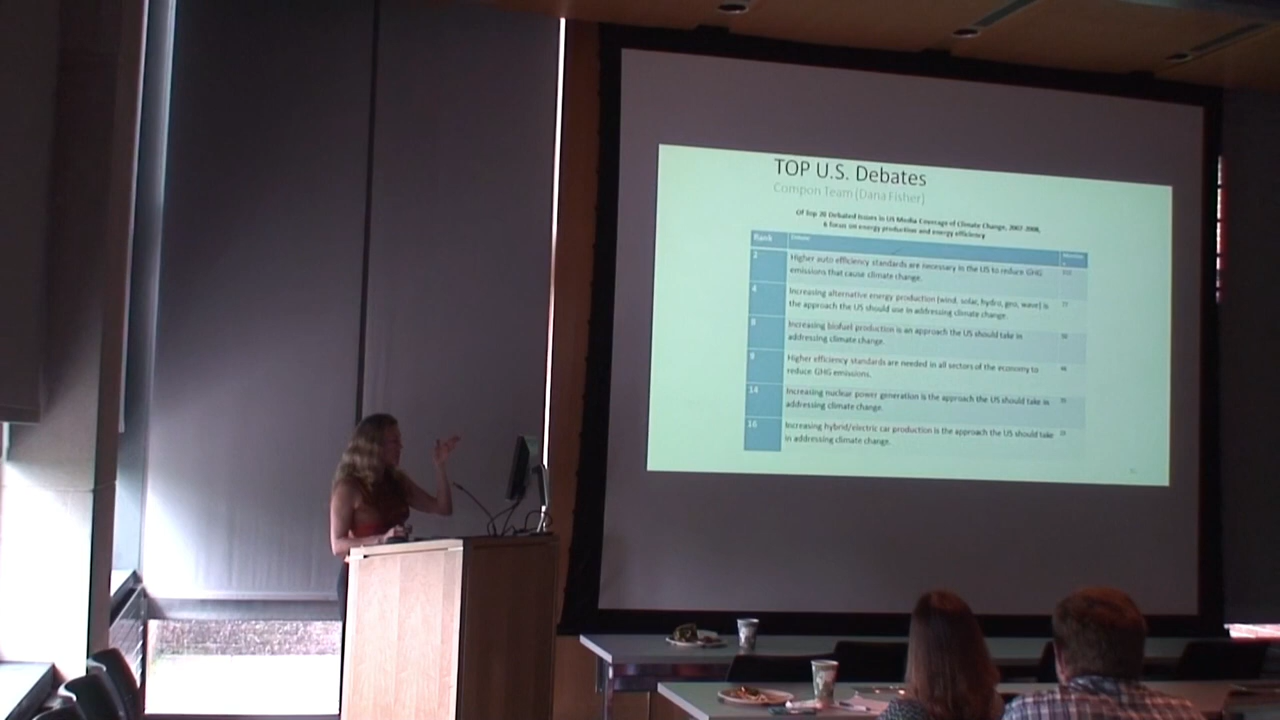 TOP U.S. Debates
Compon Team (Dana Fisher)
Of Top 20 Debated Issues in US Media Coverage of Climate Change, 2007-2008,
6 focus on energy production and energy efficiency
Rank
2 Higher auto efficiency standards are necessary in the US to reduce GHG
emissions that cause climate change.
4 Increasing alternative energy production (wind, solar, hydro, geo, wave) is
the approach the US should use in addressing climate change.
8 Increasing biofuel production is an approach the US should take in
addressing climate change.
9 Higher efficiency standards are needed in all sectors of the economy to
reduce GHG emissions.
14 Increasing nuclear power generation is the approach the US should take in
addressing climate change.
16 Increasing hybrid/electric car production is the approach the US should take
in addressing climate change.